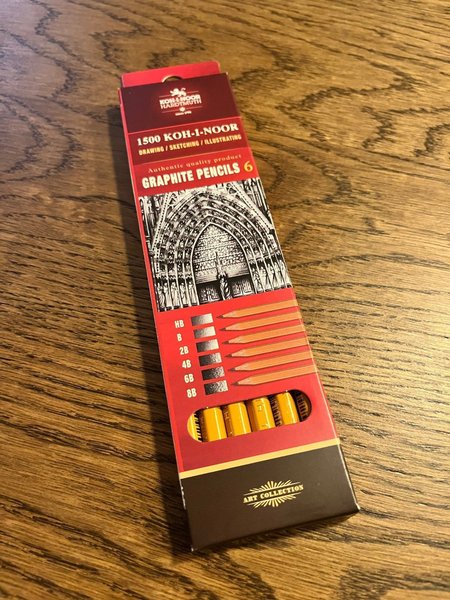 KOH-I-NOOR
HARDTMUTH
1500 KOH-I-NOOR
DRAWING / SKETCHING / ILLUSTRATING
Authentic quality product
GRAPHITE PENCILS 6
HB
B
2B
4B
6B
8B
ART COLLECTION